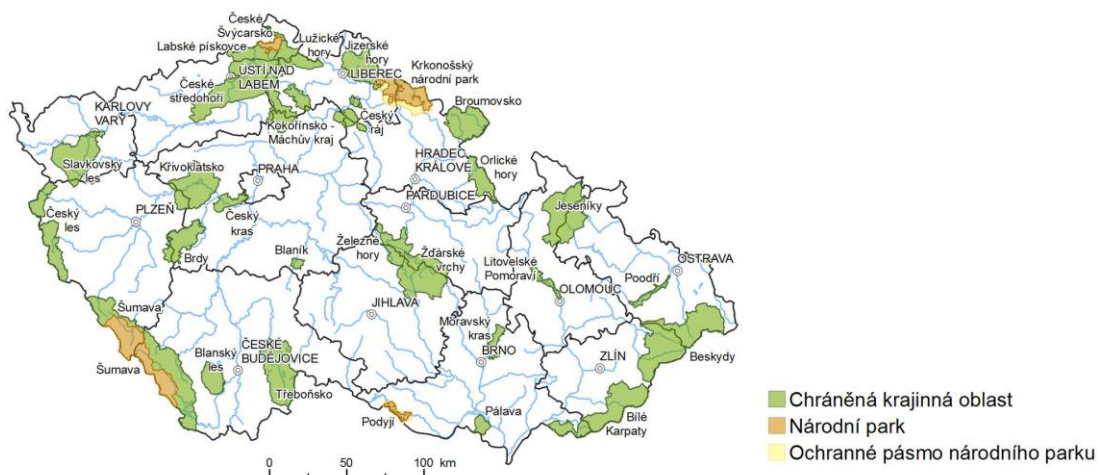 České
Švýcarsko
Labské pískovce
Lužické
hory
Jizerské
hory
Krkonošský
národní park
ÚSTÍ NAD
LABEM
LIBEREC
České
středohoří
Broumovsko
KARLOVY
VARY
Kokořínsko -
Máchův kraj
Český
ráj
Slavkovský
les
Křivoklátsko
PRAHA
HRADEC
KRÁLOVÉ
Orlické
hory
PARDUBICE
Český
les
PLZEŇ
Český
kras
Jeseníky
Brdy
Blaník
Železné
hory
Žďárské
vrchy
Litovelské
Pomoraví
Poodří
OSTRAVA
OLOMOUC
Šumava
JIHLAVA
Moravský
kras
BRNO
Šumava
Blanský
les
ČESKÉ
BUDĚJOVICE
ZLÍN
Beskydy
Třeboňsko
Podyjí
Pálava
Bílé
Karpaty
0 50 100 km
Chráněná krajinná oblast
Národní park
Ochranné pásmo národního parku